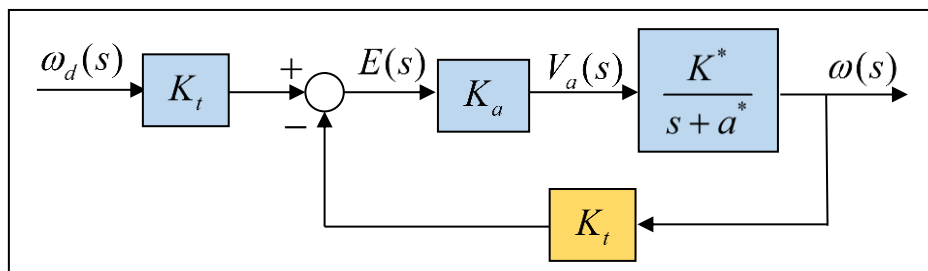 ω_d(s)
K_t
+
−
E(s)
K_a
V_a(s)
K^*
s + a^*
ω(s)
K_t